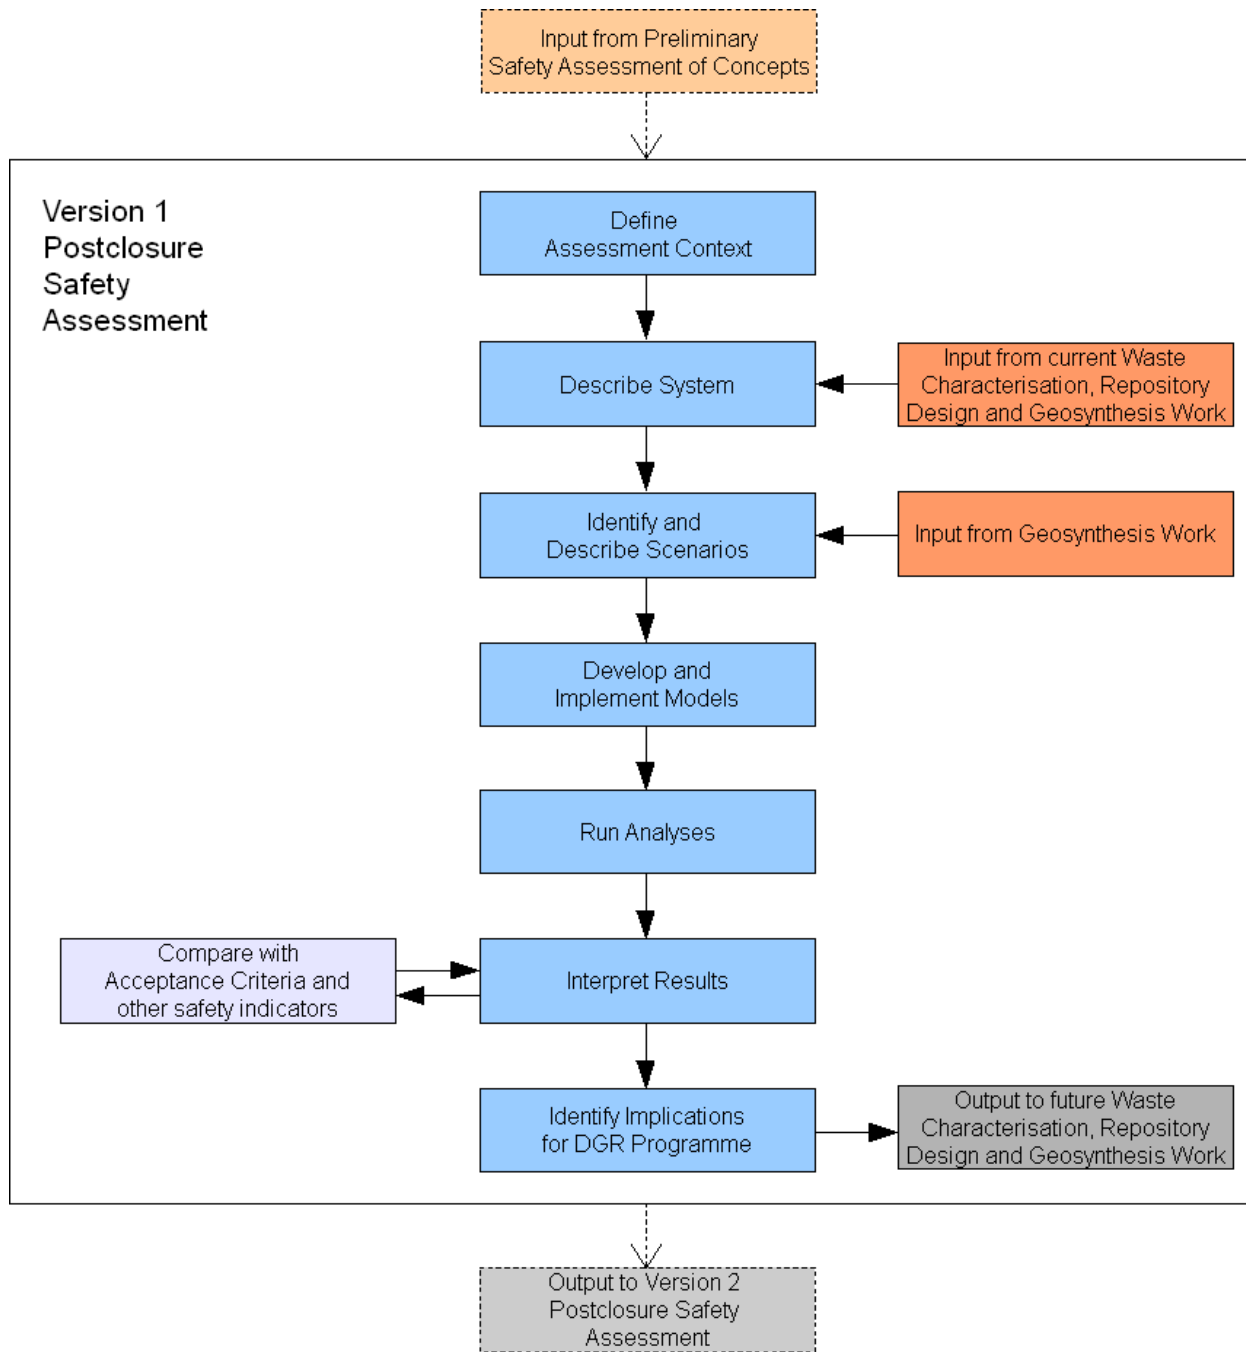 Input from Preliminary
Safety Assessment of Concepts
Version 1
Postclosure
Safety
Assessment
Define
Assessment Context
Describe System
Input from current Waste
Characterisation, Repository
Design and Geosynthesis Work
Identify and
Describe Scenarios
Input from Geosynthesis Work
Develop and
Implement Models
Run Analyses
Compare with
Acceptance Criteria and
other safety indicators
Interpret Results
Identify Implications
for DGR Programme
Output to future Waste
Characterisation, Repository
Design and Geosynthesis Work
Output to Version 2
Postclosure Safety
Assessment